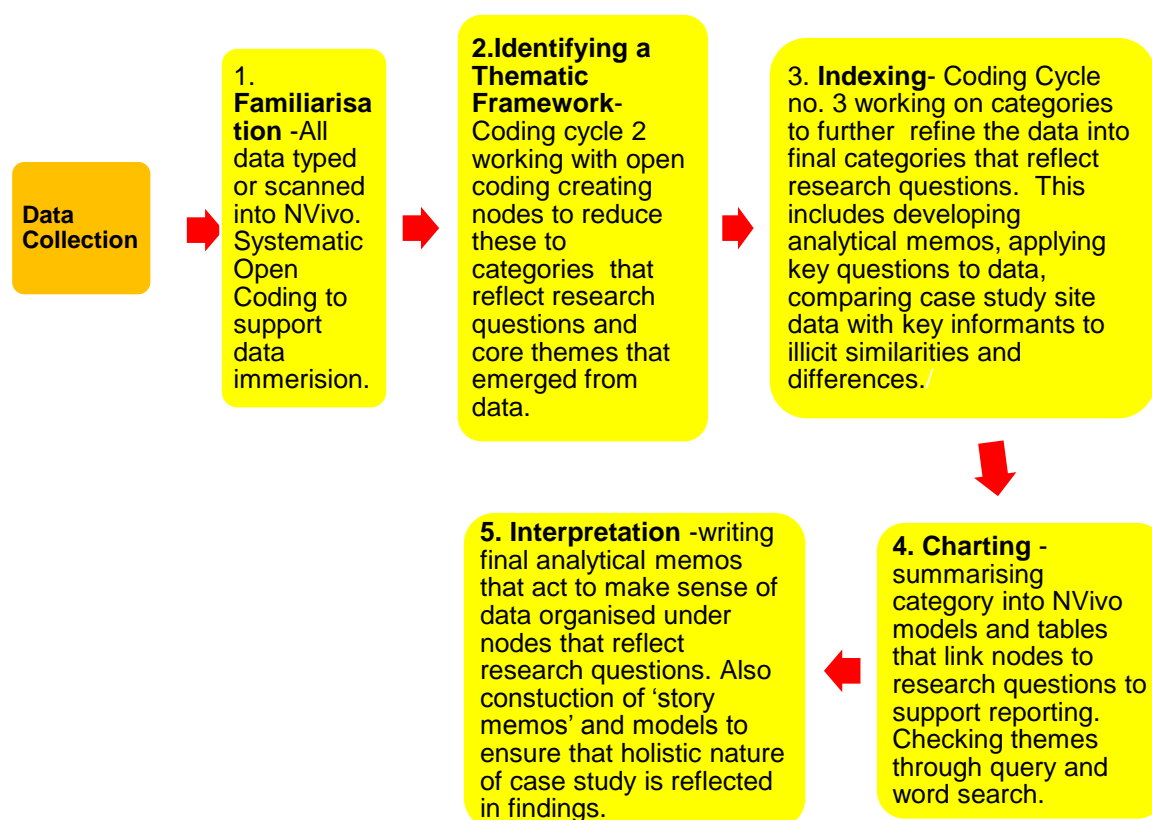 Data
Collection
1.
Familiarisa
tion -All
data typed
or scanned
into NVivo.
Systematic
Open
Coding to
support
data
immerision.
2.Identifying a
Thematic
Framework-
Coding cycle 2
working with open
coding creating
nodes to reduce
these to
categories that
reflect research
questions and
core themes that
emerged from
data.
3. Indexing- Coding Cycle
no. 3 working on categories
to further refine the data into
final categories that reflect
research questions. This
includes developing
analytical memos, applying
key questions to data,
comparing case study site
data with key informants to
illicit similarities and
differences./
4. Charting -
summarising
category into NVivo
models and tables
that link nodes to
research questions to
support reporting.
Checking themes
through query and
word search.
5. Interpretation -writing
final analytical memos
that act to make sense of
data organised under
nodes that reflect
research questions. Also
constuction of ‘story
memos’ and models to
ensure that holistic nature
of case study is reflected
in findings.